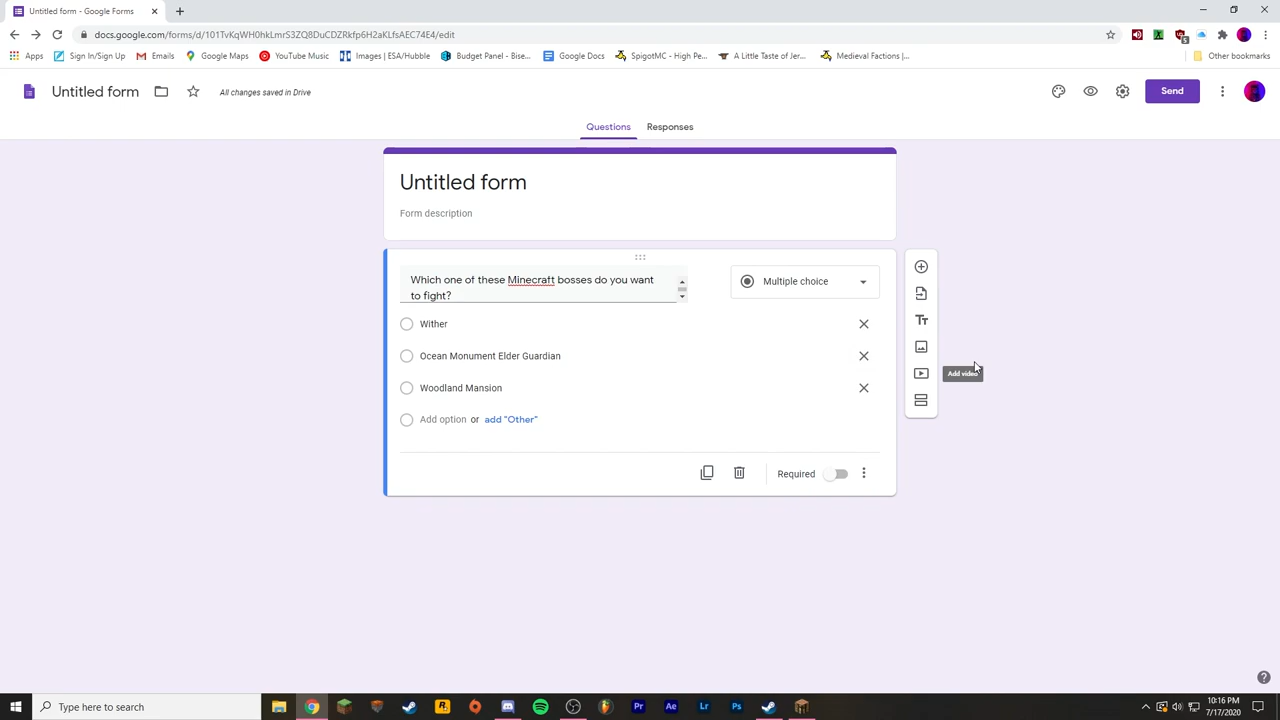 Untitled form - Google Forms
docs.google.com/forms/d/101TvKqWH0hkLmrS3ZQ8DuCDZRkfp6H2aKLfsAEC74E4/edit
Apps Sign In/Sign Up Emails Google Maps YouTube Music Images | ESA/Hubble Budget Panel - Bise... Google Docs SpigotMC - High Pe... A Little Taste of Jer... Medieval Factions |... Other bookmarks
Untitled form All changes saved in Drive Send
Questions Responses
Untitled form
Form description
Which one of these Minecraft bosses do you want
to fight?
Multiple choice
Wither
Ocean Monument Elder Guardian
Woodland Mansion
Add option or add "Other"
Add video
Required
Type here to search
10:16 PM
7/17/2020